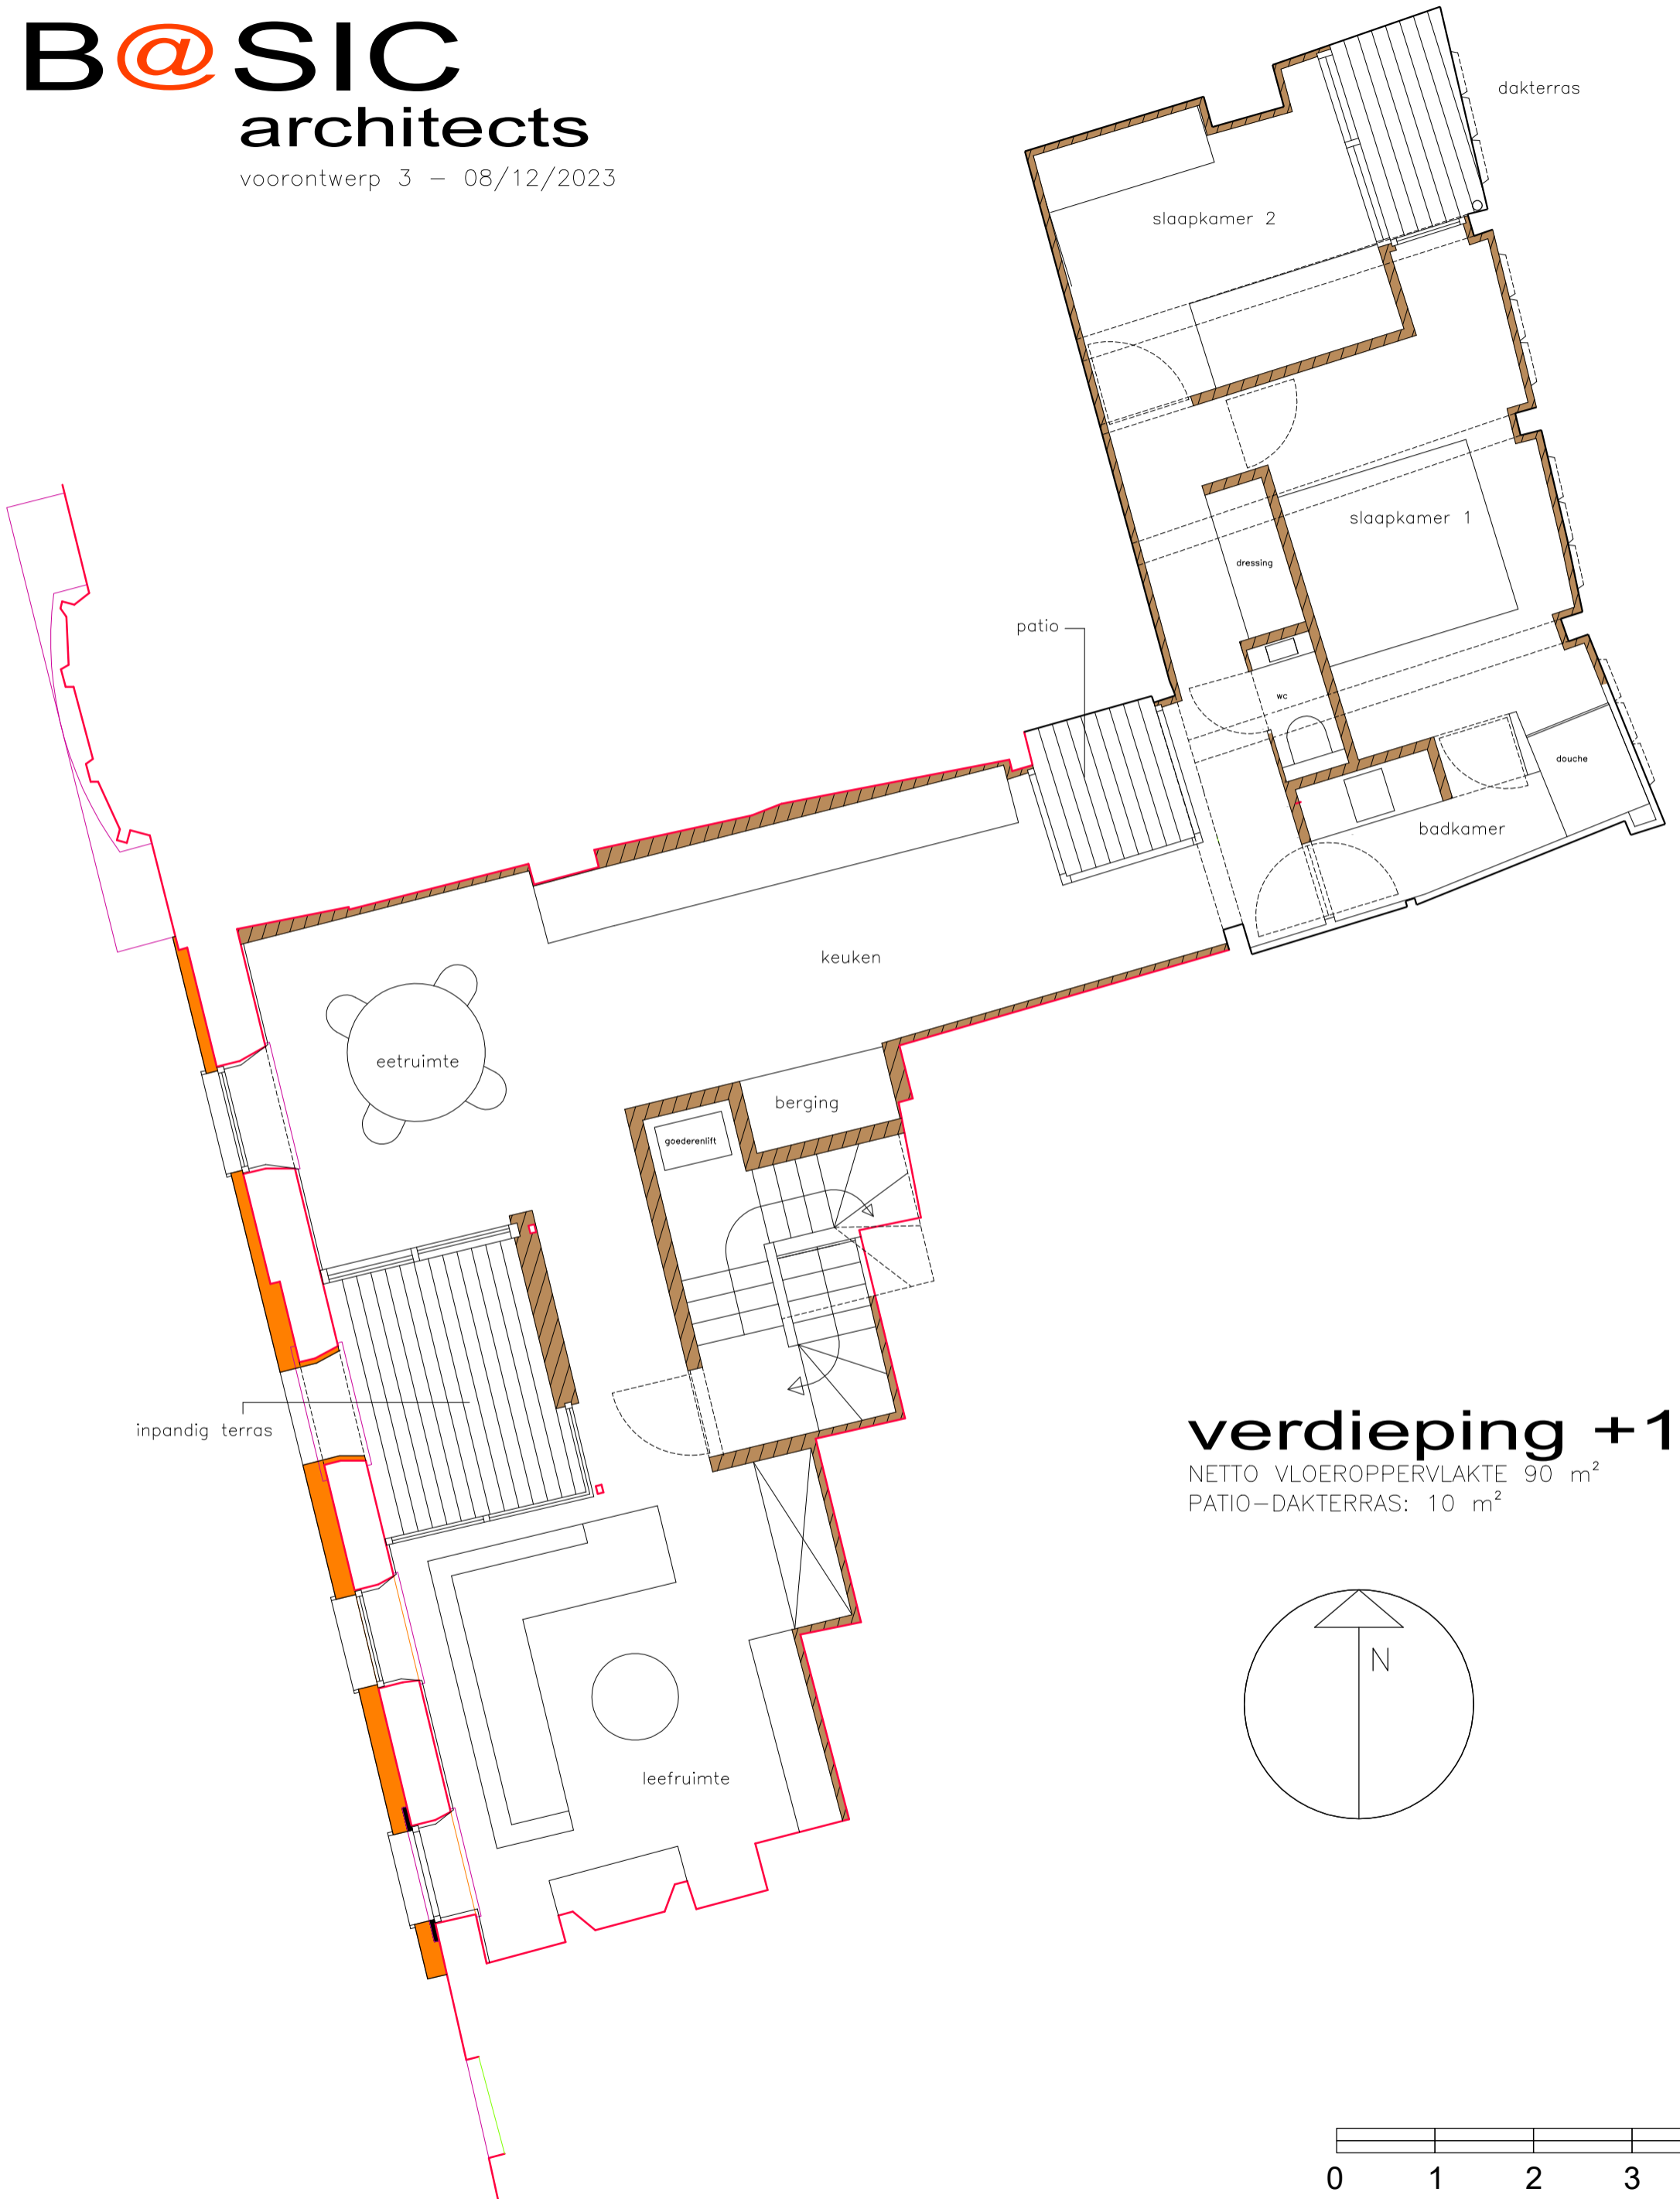 B@SIC
architects
voorontwerp 3 - 08/12/2023
dakterras
slaapkamer 2
slaapkamer 1
dressing
patio
wc
douche
badkamer
keuken
eetruimte
berging
goederenlift
inpandig terras
verdieping +1
NETTO VLOEROPPERVLAKTE 90 m²
PATIO-DAKTERRAS: 10 m²
N
leefruimte
0 1 2 3